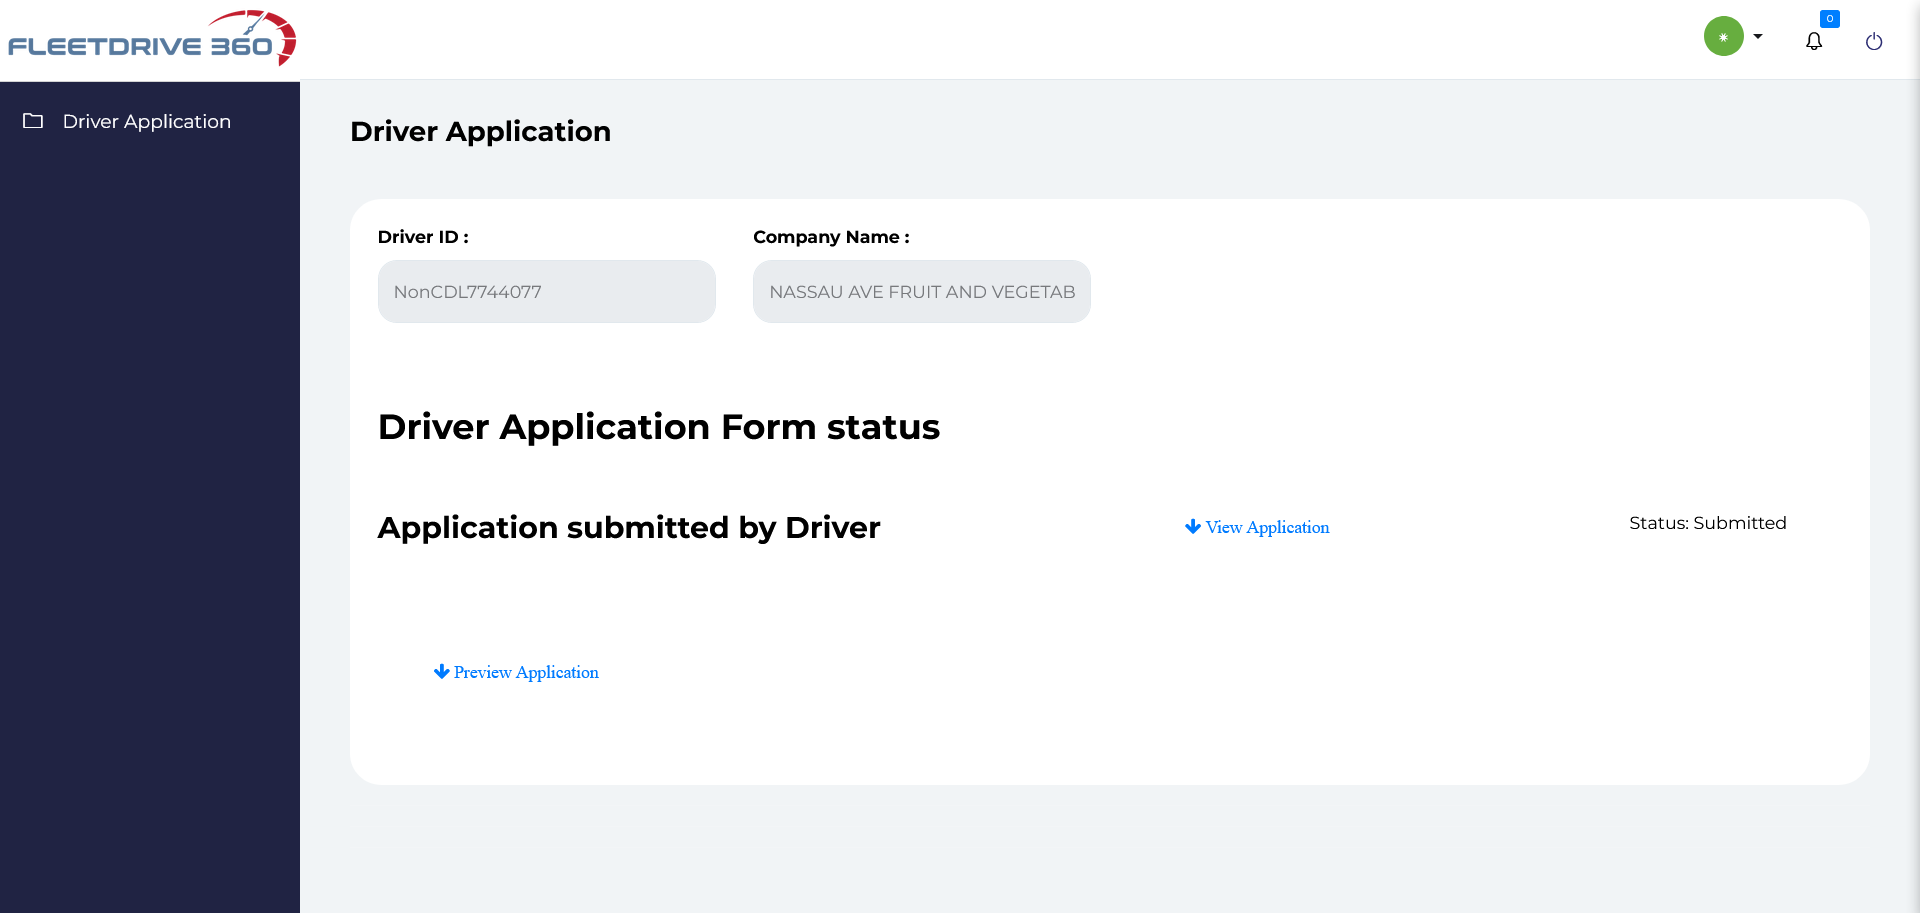 FLEETDRIVE 360
0
Driver Application
Driver Application
Driver ID :
Company Name :
NonCDL7744077
NASSAU AVE FRUIT AND VEGETAB
Driver Application Form status
Application submitted by Driver
View Application
Status: Submitted
Preview Application